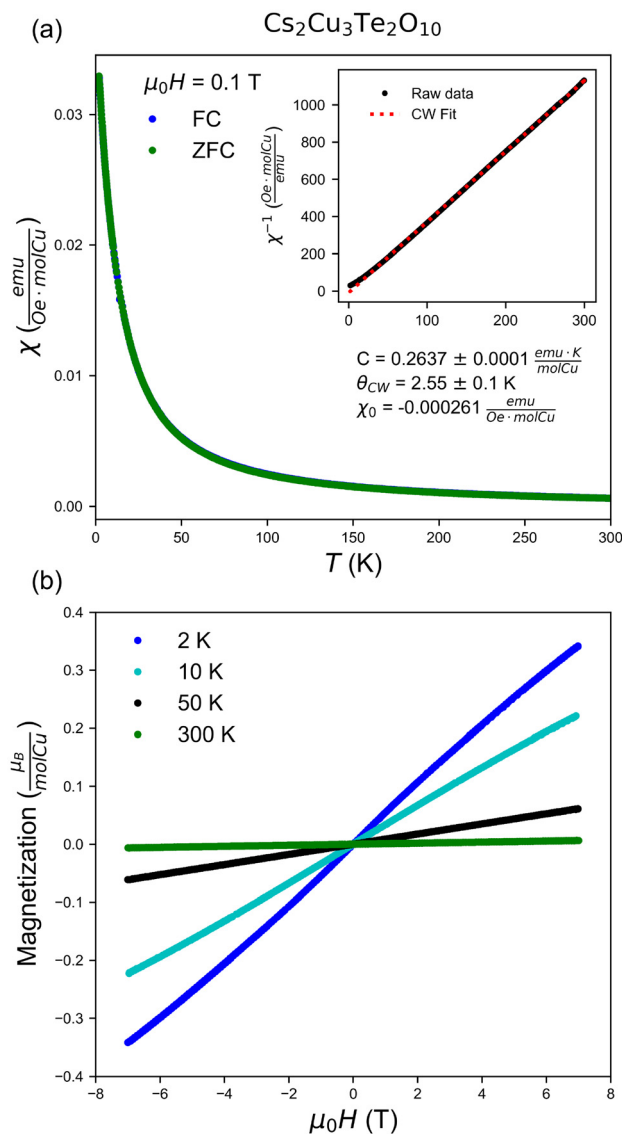 Cs₂Cu₃Te₂O₁₀
(a)
μ₀H = 0.1 T
FC
ZFC
χ (emu/Oe·molCu)
0.03
0.02
0.01
0.00
0 50 100 150 200 250 300
T (K)
Raw data
CW Fit
χ⁻¹ (Oe·molCu/emu)
1000
800
600
400
200
0
0 100 200 300
C = 0.2637 ± 0.0001 emu·K/molCu
θCW = 2.55 ± 0.1 K
χ₀ = -0.000261 emu/Oe·molCu
(b)
2 K
10 K
50 K
300 K
Magnetization (μB/molCu)
0.4
0.3
0.2
0.1
0.0
−0.1
−0.2
−0.3
−0.4
−8 −6 −4 −2 0 2 4 6 8
μ₀H (T)